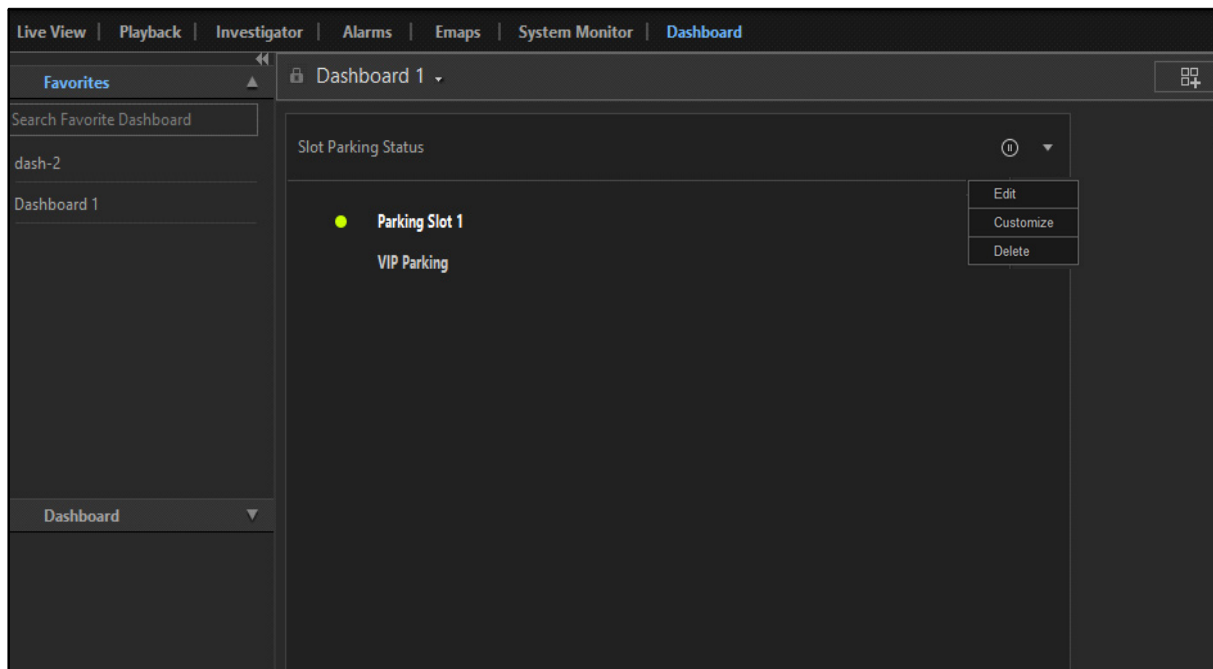 Live View | Playback | Investigator | Alarms | Emaps | System Monitor | Dashboard
Favorites
Search Favorite Dashboard
dash-2
Dashboard 1
Dashboard
Dashboard 1
Slot Parking Status
Edit
Customize
Delete
Parking Slot 1
VIP Parking